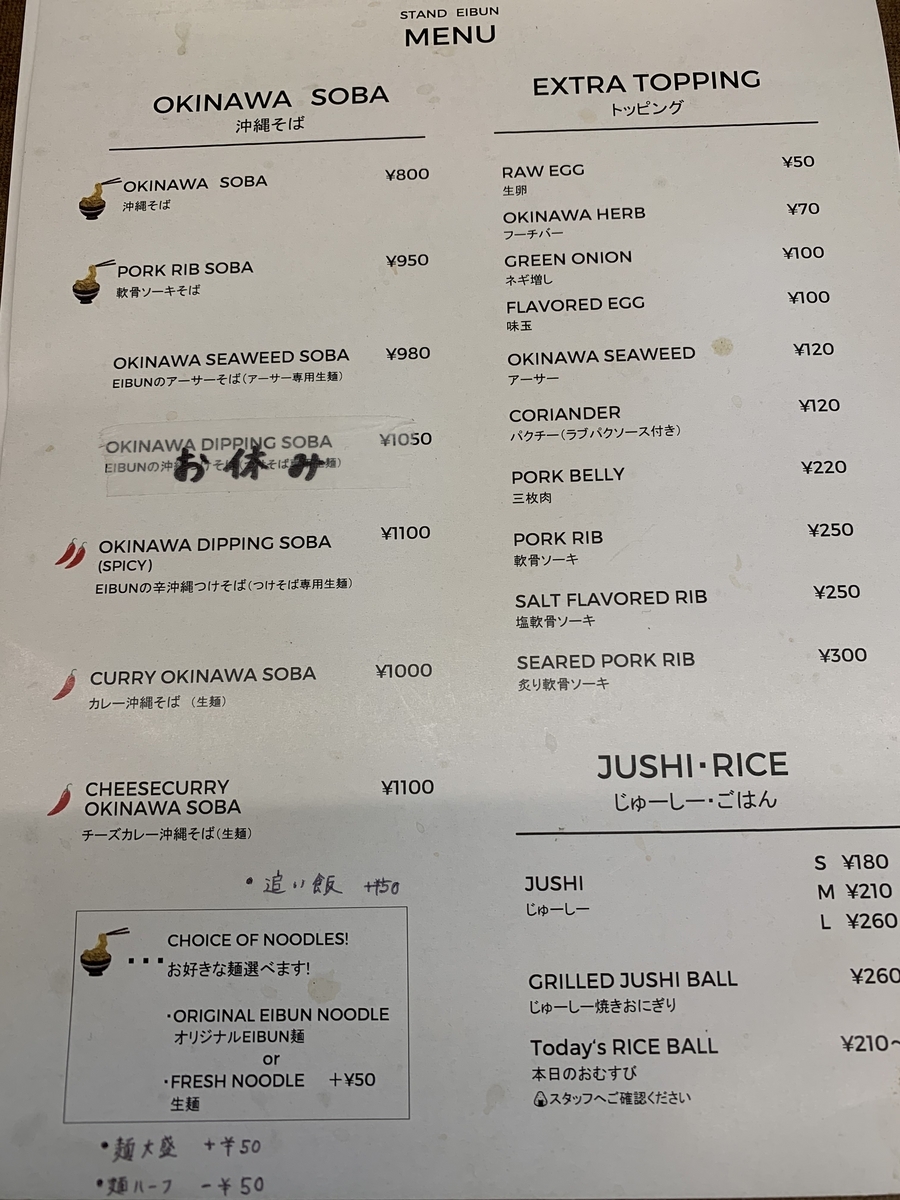 STAND EIBUN
MENU
OKINAWA SOBA
沖縄そば
OKINAWA SOBA ¥800
沖縄そば
PORK RIB SOBA ¥950
軟骨ソーキそば
OKINAWA SEAWEED SOBA ¥980
EIBUNのアーサーそば(アーサー専用生麺)
OKINAWA DIPPING SOBA ¥1050
EIBUNの沖縄つけそば
お休み
OKINAWA DIPPING SOBA ¥1100
(SPICY)
EIBUNの辛沖縄つけそば(つけそば専用生麺)
CURRY OKINAWA SOBA ¥1000
カレー沖縄そば (生麺)
CHEESECURRY ¥1100
OKINAWA SOBA
チーズカレー沖縄そば(生麺)
・追い飯 +¥50
... CHOICE OF NOODLES!
お好きな麺選べます!
・ORIGINAL EIBUN NOODLE
オリジナルEIBUN麺
or
・FRESH NOODLE +¥50
生麺
・麺大盛 +¥50
・麺ハーフ -¥50
EXTRA TOPPING
トッピング
RAW EGG ¥50
生卵
OKINAWA HERB ¥70
フーチバー
GREEN ONION ¥100
ネギ増し
FLAVORED EGG ¥100
味玉
OKINAWA SEAWEED ¥120
アーサー
CORIANDER ¥120
パクチー(ラブパクソース付き)
PORK BELLY ¥220
三枚肉
PORK RIB ¥250
軟骨ソーキ
SALT FLAVORED RIB ¥250
塩軟骨ソーキ
SEARED PORK RIB ¥300
炙り軟骨ソーキ
JUSHI・RICE
じゅーしー・ごはん
JUSHI S ¥180
じゅーしー M ¥210
L ¥260
GRILLED JUSHI BALL ¥260
じゅーしー焼きおにぎり
Today's RICE BALL ¥210~
本日のおむすび
🍙スタッフへご確認ください